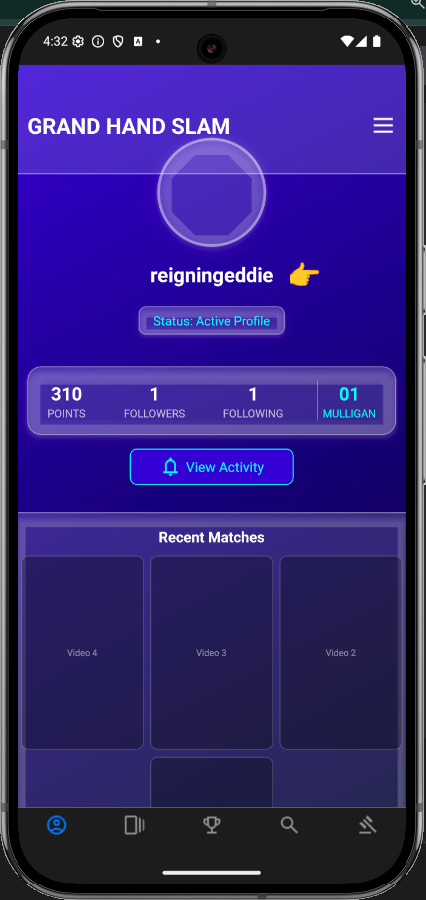 4:32
GRAND HAND SLAM
reigningeddie 👉
Status: Active Profile
310 1 1 01
POINTS FOLLOWERS FOLLOWING MULLIGAN
View Activity
Recent Matches
Video 4 Video 3 Video 2